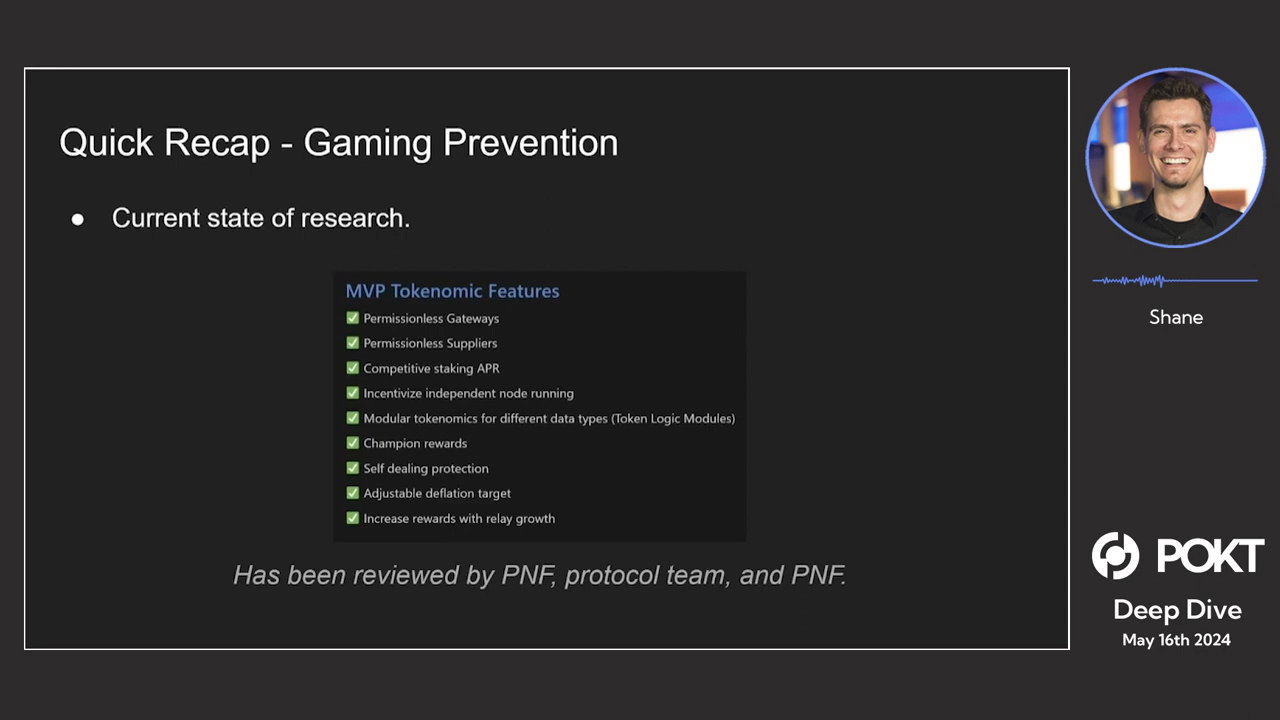 Quick Recap - Gaming Prevention
● Current state of research.
MVP Tokenomic Features
✅ Permissionless Gateways
✅ Permissionless Suppliers
✅ Competitive staking APR
✅ Incentivize independent node running
✅ Modular tokenomics for different data types (Token Logic Modules)
✅ Champion rewards
✅ Self dealing protection
✅ Adjustable deflation target
✅ Increase rewards with relay growth
Has been reviewed by PNF, protocol team, and PNF.
Shane
POKT
Deep Dive
May 16th 2024